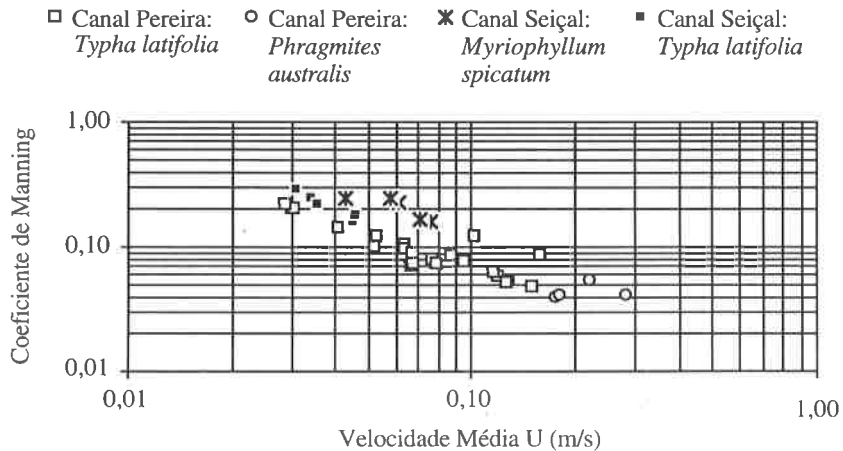 Canal Pereira:
Typha latifolia
Canal Pereira:
Phragmites
australis
Canal Seiçal:
Myriophyllum
spicatum
Canal Seiçal:
Typha latifolia
Coeficiente de Manning
1,00
0,10
0,01
0,01
0,10
1,00
Velocidade Média U (m/s)